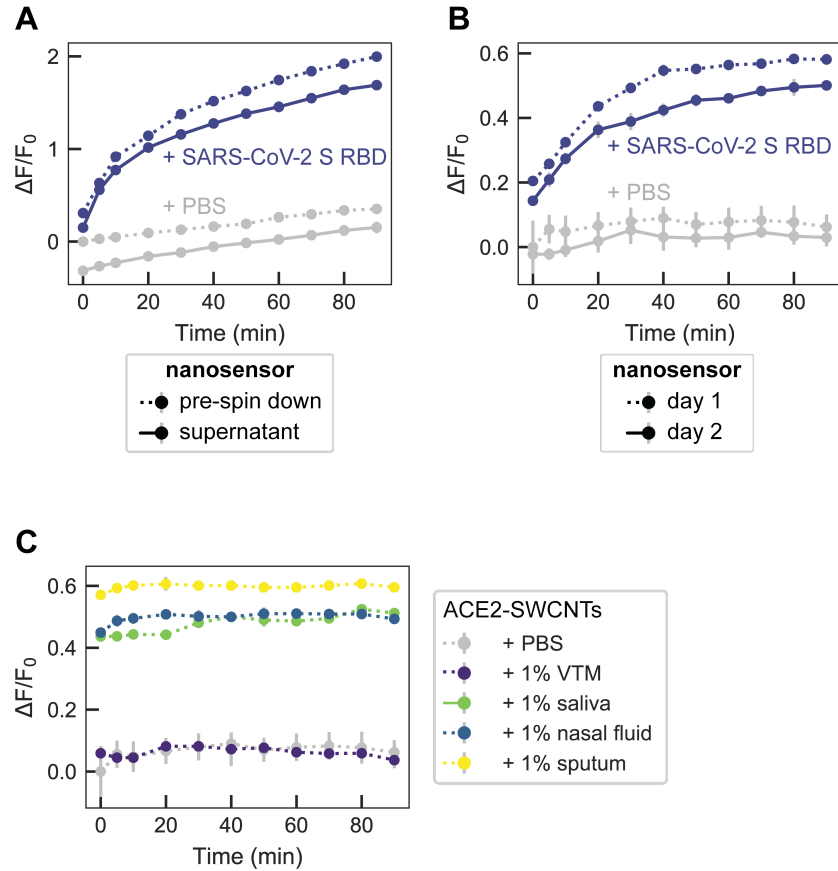 A
2
1
0
ΔF/F0
+ SARS-CoV-2 S RBD
+ PBS
0 20 40 60 80
Time (min)
nanosensor
pre-spin down
supernatant
B
0.6
0.4
0.2
0.0
ΔF/F0
+ SARS-CoV-2 S RBD
+ PBS
0 20 40 60 80
Time (min)
nanosensor
day 1
day 2
C
0.6
0.4
0.2
0.0
ΔF/F0
0 20 40 60 80
Time (min)
ACE2-SWCNTs
+ PBS
+ 1% VTM
+ 1% saliva
+ 1% nasal fluid
+ 1% sputum